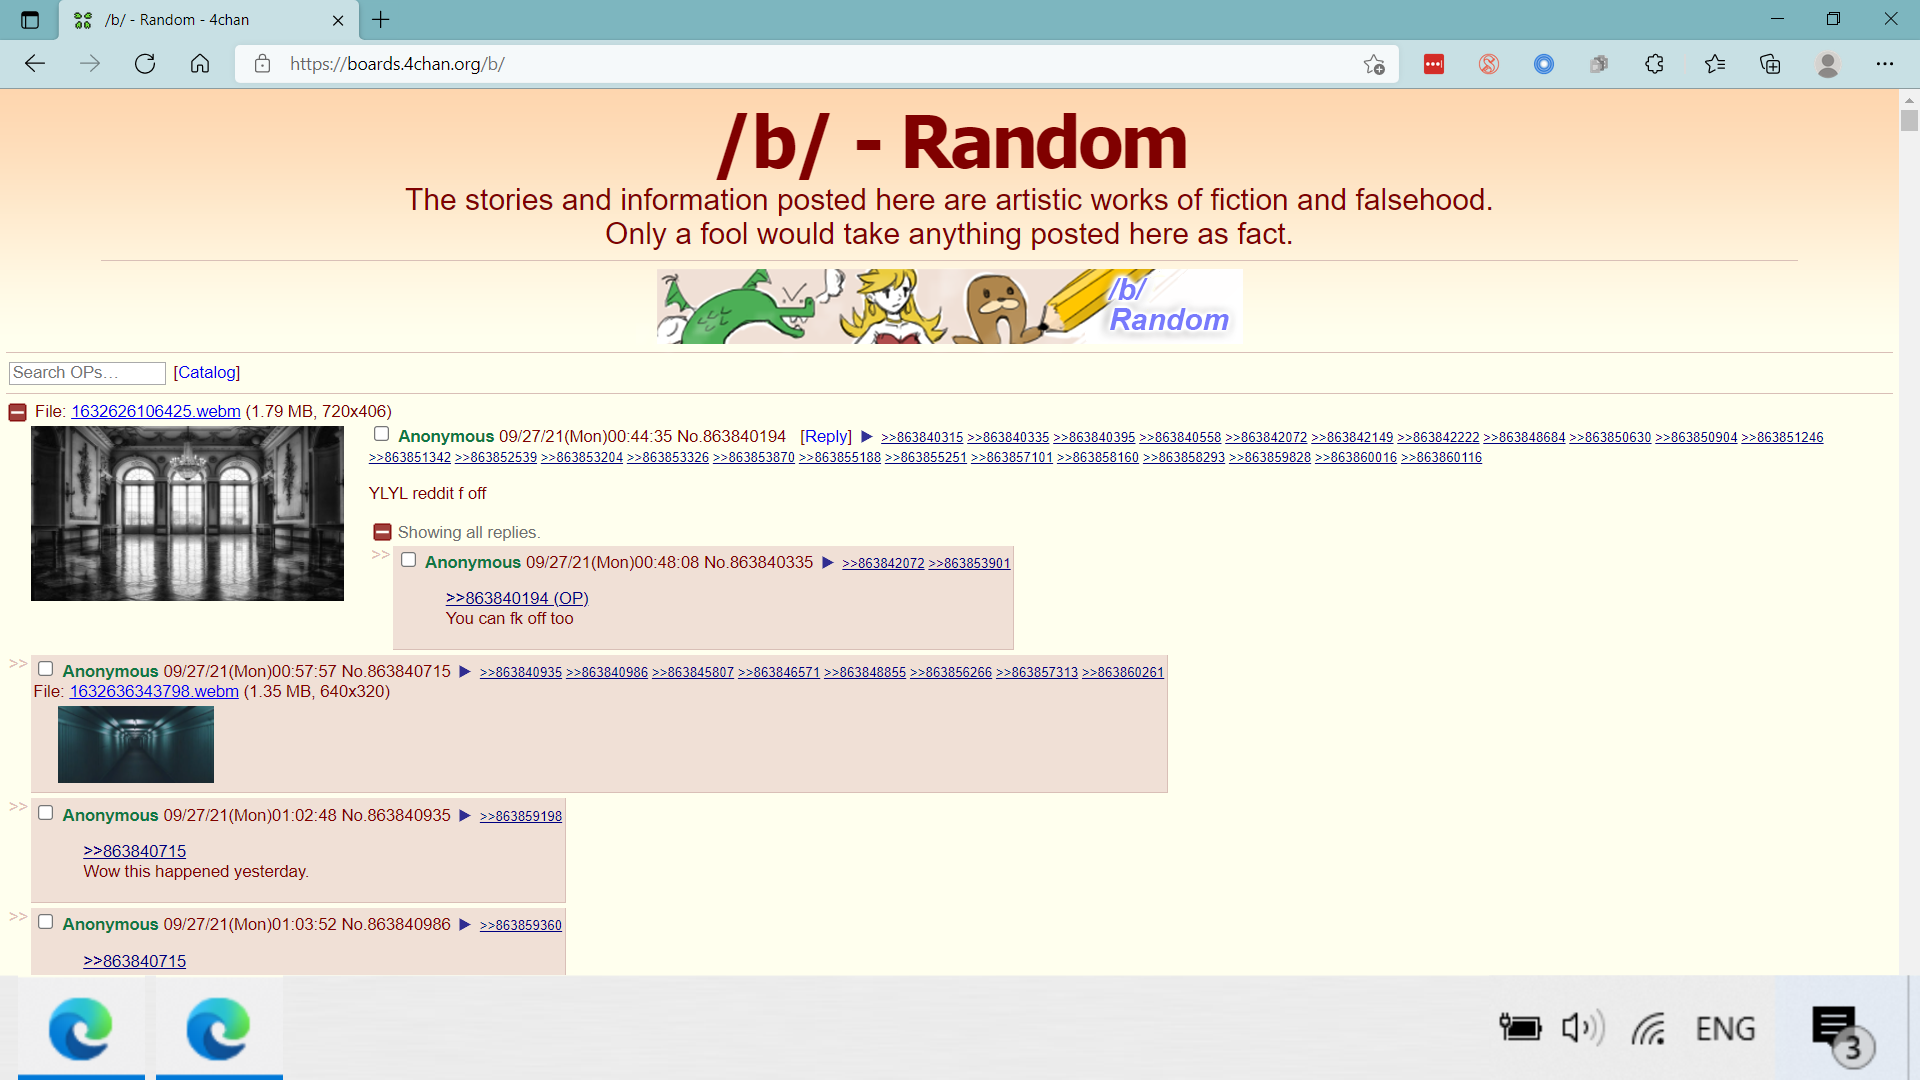 /b/ - Random - 4chan
https://boards.4chan.org/b/
/b/ - Random
The stories and information posted here are artistic works of fiction and falsehood.
Only a fool would take anything posted here as fact.
/b/
Random
Search OPs… [Catalog]
File: 1632626106425.webm (1.79 MB, 720x406)
Anonymous 09/27/21(Mon)00:44:35 No.863840194 [Reply] ▶ >>863840315 >>863840335 >>863840395 >>863840558 >>863842072 >>863842149 >>863842222 >>863848684 >>863850630 >>863850904 >>863851246
>>863851342 >>863852539 >>863853204 >>863853326 >>863853870 >>863855188 >>863855251 >>863857101 >>863858160 >>863858293 >>863859828 >>863860016 >>863860116
YLYL reddit f off
Showing all replies.
>> Anonymous 09/27/21(Mon)00:48:08 No.863840335 ▶ >>863842072 >>863853901
>>863840194 (OP)
You can fk off too
>> Anonymous 09/27/21(Mon)00:57:57 No.863840715 ▶ >>863840935 >>863840986 >>863845807 >>863846571 >>863848855 >>863856266 >>863857313 >>863860261
File: 1632636343798.webm (1.35 MB, 640x320)
>> Anonymous 09/27/21(Mon)01:02:48 No.863840935 ▶ >>863859198
>>863840715
Wow this happened yesterday.
>> Anonymous 09/27/21(Mon)01:03:52 No.863840986 ▶ >>863859360
>>863840715
ENG
3